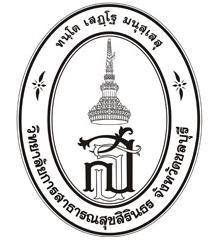 ทนฺโต เสฏฺโฐ มนุสฺเสสุ
วิทยาลัยการสาธารณสุขสิรินธร จังหวัดชลบุรี